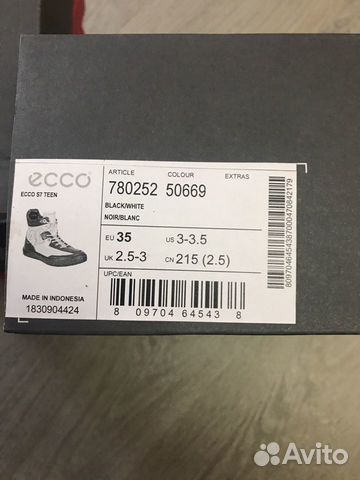 ecco
ECCO S7 TEEN
ARTICLE COLOUR EXTRAS
780252 50669
BLACK/WHITE
NOIR/BLANC
EU 35 US 3-3.5
UK 2.5-3 CN 215 (2.5)
UPC/EAN
8 09704 64543 8
MADE IN INDONESIA
1830904424
809704645438700047084217​9
Avito